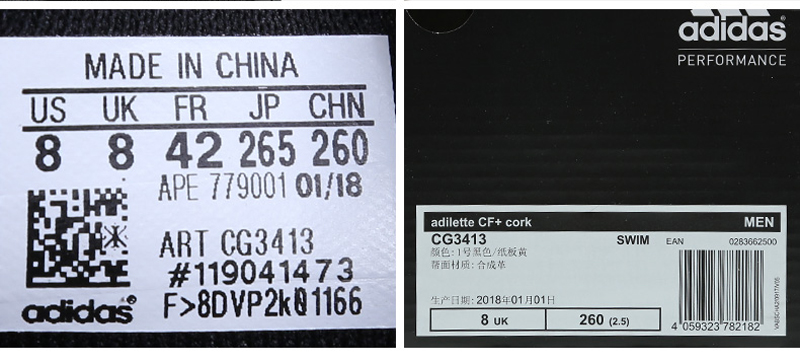 MADE IN CHINA
US UK FR JP CHN
8 8 42 265 260
APE 779001 01/18
ART CG3413
#119041473
adidas F>8DVP2k01166
adidas
PERFORMANCE
adilette CF+ cork MEN
CG3413 SWIM EAN 0283662500
颜色: 1号黑色/纸板黄
帮面材质: 合成革
生产日期: 2018年01月01日
8 UK 260 (2.5)
4 059323 782182